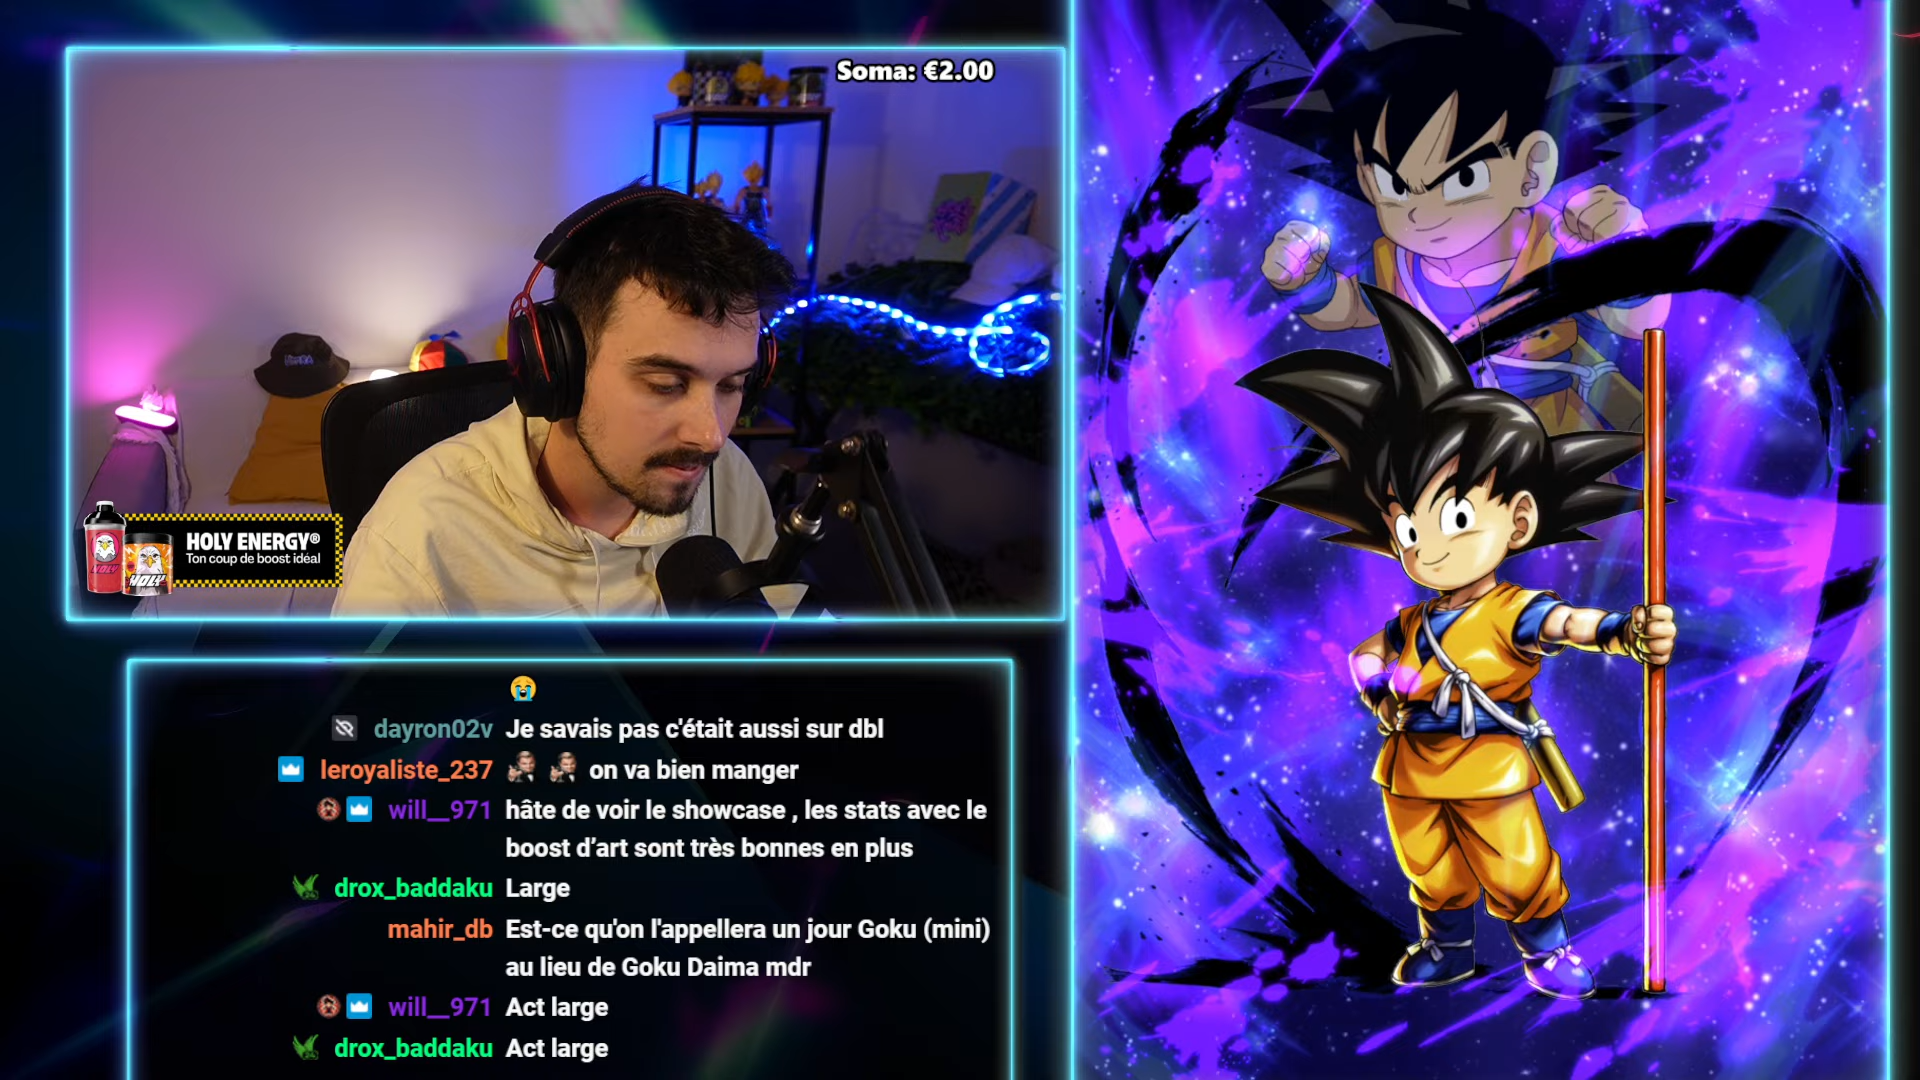 Soma: €2.00
HOLY ENERGY®
Ton coup de boost idéal
HOLY
HOLY
dayron02v Je savais pas c'était aussi sur dbl
leroyaliste_237 on va bien manger
will__971 hâte de voir le showcase , les stats avec le
boost d’art sont très bonnes en plus
drox_baddaku Large
mahir_db Est-ce qu'on l'appellera un jour Goku (mini)
au lieu de Goku Daima mdr
will__971 Act large
drox_baddaku Act large